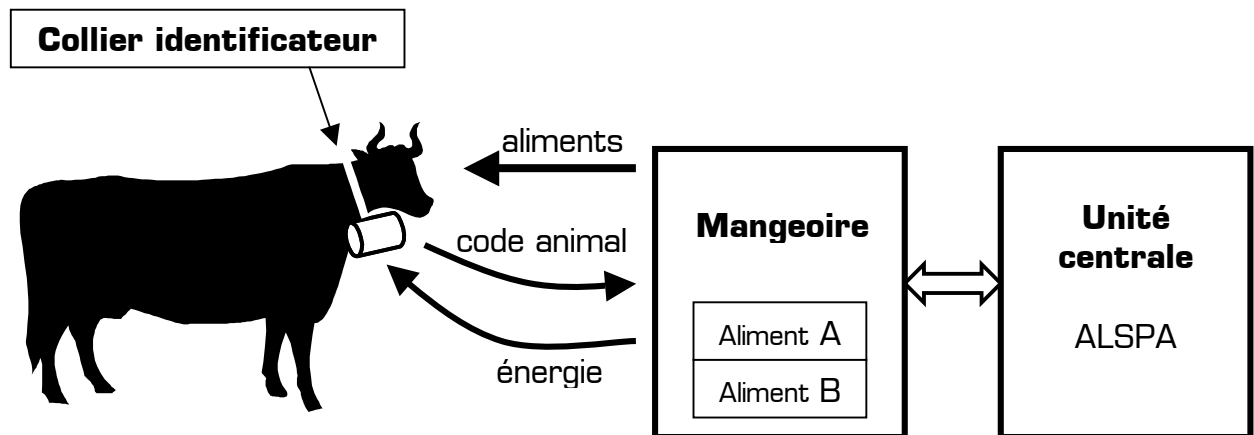 Collier identificateur
aliments
code animal
énergie
Mangeoire
Aliment A
Aliment B
Unité
centrale
ALSPA